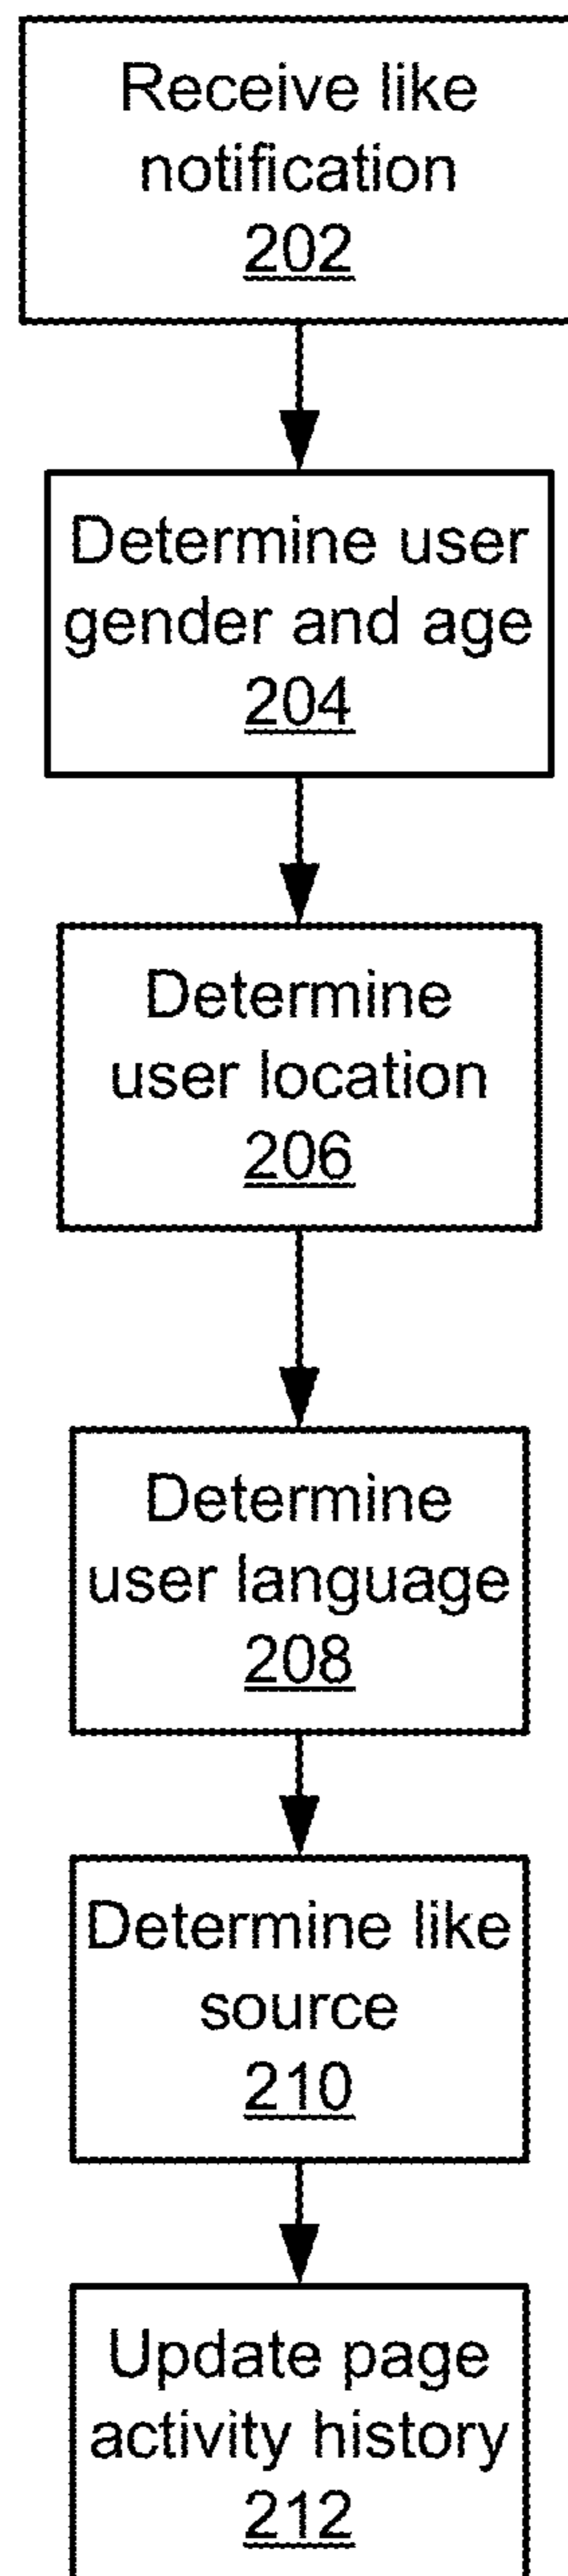 Receive like
notification
202
Determine user
gender and age
204
Determine
user location
206
Determine
user language
208
Determine like
source
210
Update page
activity history
212